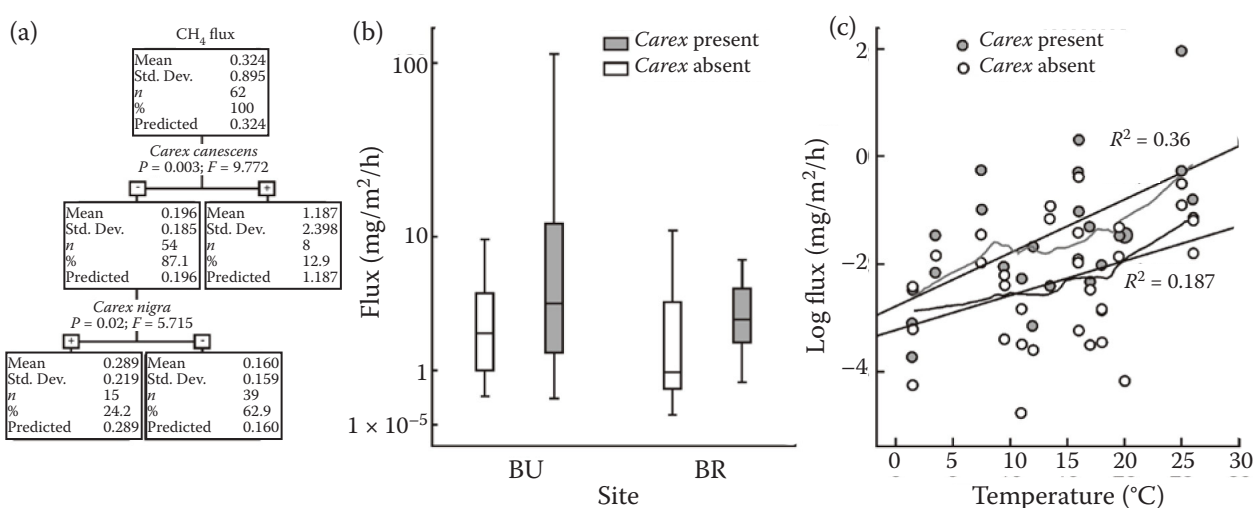 (a)
CH4 flux
Mean 0.324
Std. Dev. 0.895
n 62
% 100
Predicted 0.324
Carex canescens
P = 0.003; F = 9.772
- +
Mean 0.196
Std. Dev. 0.185
n 54
% 87.1
Predicted 0.196
Mean 1.187
Std. Dev. 2.398
n 8
% 12.9
Predicted 1.187
Carex nigra
P = 0.02; F = 5.715
+ -
Mean 0.289
Std. Dev. 0.219
n 15
% 24.2
Predicted 0.289
Mean 0.160
Std. Dev. 0.159
n 39
% 62.9
Predicted 0.160
(b)
Carex present
Carex absent
Flux (mg/m²/h)
100
10
1
1 × 10⁻⁵
BU BR
Site
(c)
Carex present
Carex absent
Log flux (mg/m²/h)
2
0
−2
−4
R² = 0.36
R² = 0.187
0 5 10 15 20 25 30
Temperature (°C)